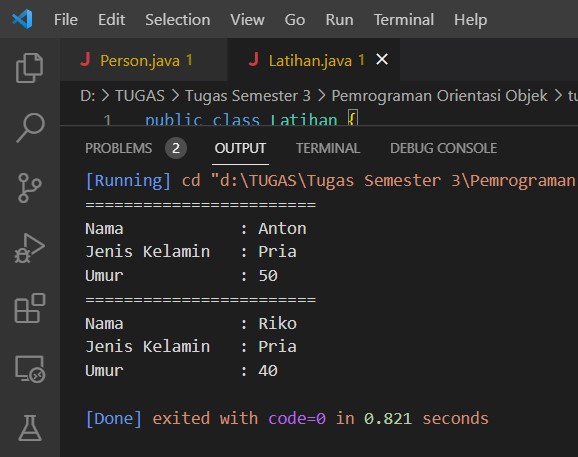 File Edit Selection View Go Run Terminal Help
J Person.java 1 J Latihan.java 1
D: > TUGAS > Tugas Semester 3 > Pemrograman Orientasi Objek > tu
1 public class Latihan {
PROBLEMS 2 OUTPUT TERMINAL DEBUG CONSOLE
[Running] cd "d:\TUGAS\Tugas Semester 3\Pemrograman
========================
Nama : Anton
Jenis Kelamin : Pria
Umur : 50
========================
Nama : Riko
Jenis Kelamin : Pria
Umur : 40
[Done] exited with code=0 in 0.821 seconds